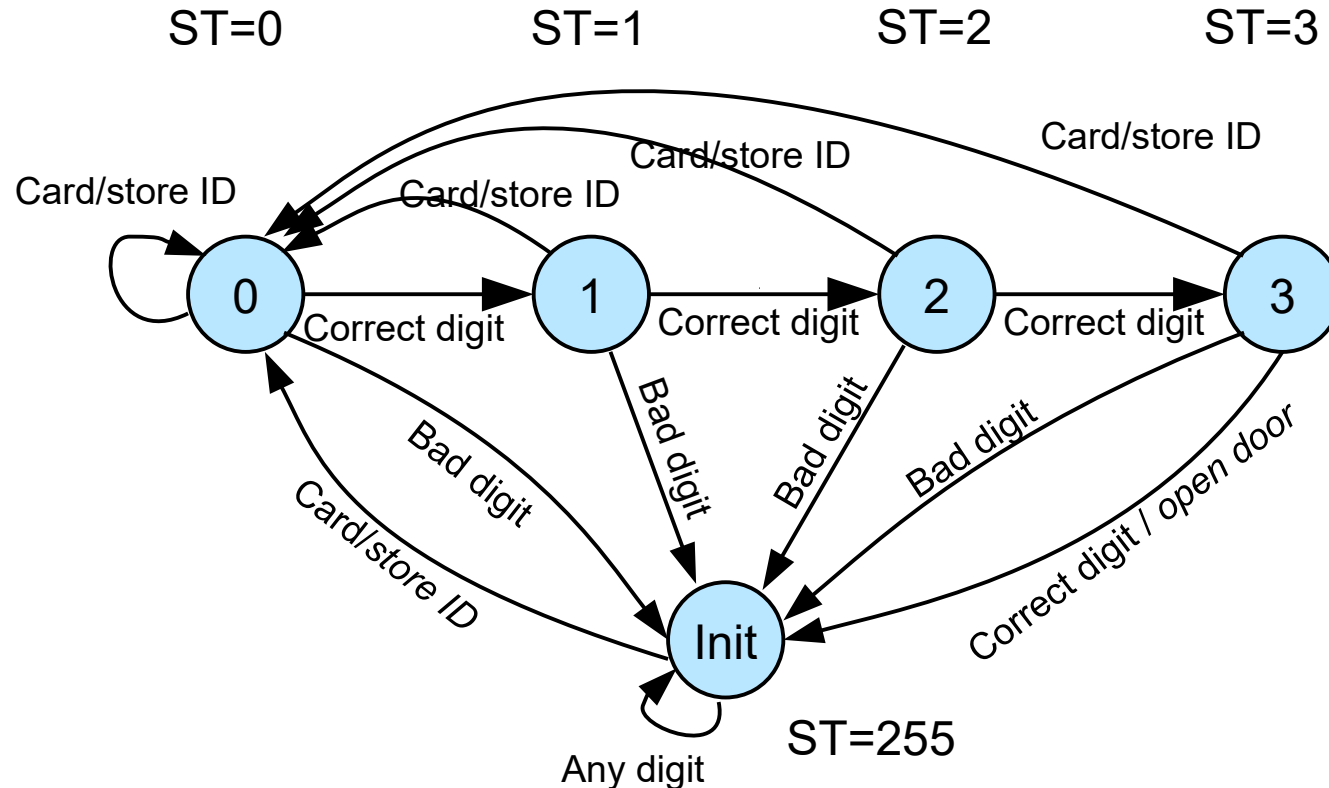 ST=0
ST=1
ST=2
ST=3
Card/store ID
Card/store ID
Card/store ID
Card/store ID
0
1
2
3
Correct digit
Correct digit
Correct digit
Bad digit
Bad digit
Bad digit
Bad digit
Card/store ID
Correct digit / open door
Init
ST=255
Any digit